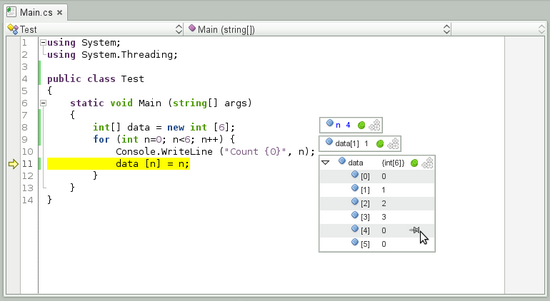 Main.cs
Test
Main (string[])
1 using System;
2 using System.Threading;
3
4 public class Test
5 {
6 static void Main (string[] args)
7 {
8 int[] data = new int [6];
9 for (int n=0; n<6; n++) {
10 Console.WriteLine ("Count {0}", n);
11 data [n] = n;
12 }
13 }
14 }
n 4
data[1] 1
data {int[6]}
[0] 0
[1] 1
[2] 2
[3] 3
[4] 0
[5] 0